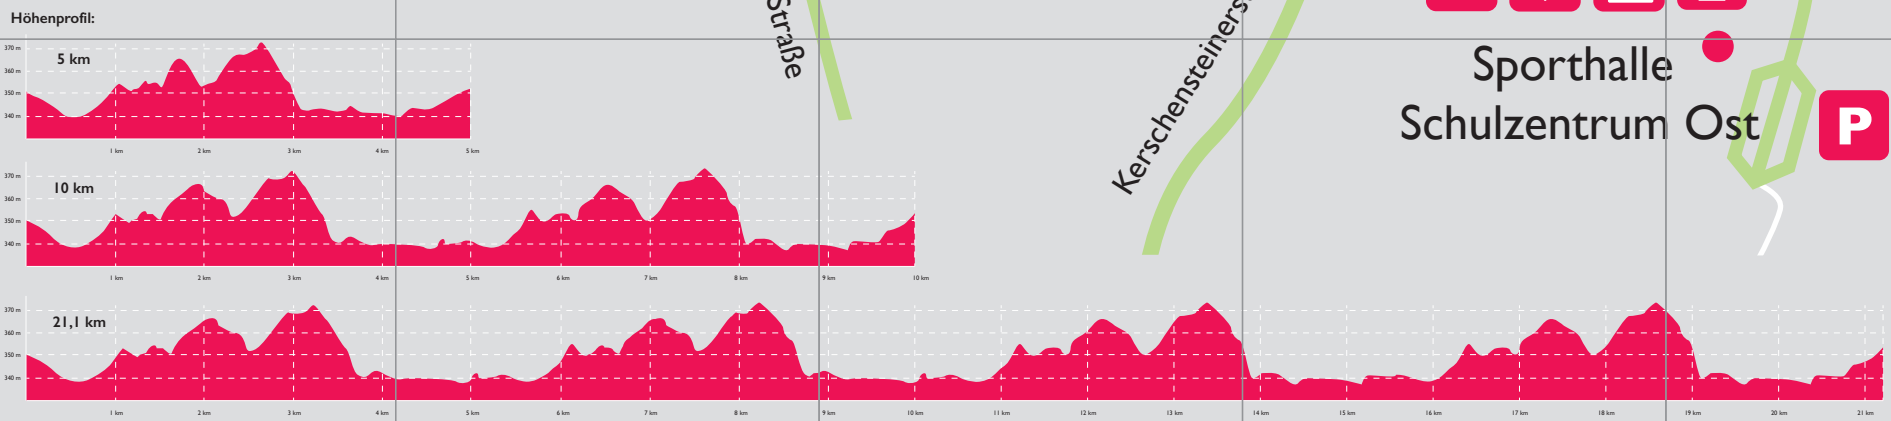 Höhenprofil:
370 m
5 km
360 m
350 m
340 m
1 km 2 km 3 km 4 km 5 km
370 m
10 km
360 m
350 m
340 m
1 km 2 km 3 km 4 km 5 km 6 km 7 km 8 km 9 km 10 km
370 m
21,1 km
360 m
350 m
340 m
1 km 2 km 3 km 4 km 5 km 6 km 7 km 8 km 9 km 10 km 11 km 12 km 13 km 14 km 15 km 16 km 17 km 18 km 19 km 20 km 21 km
Straße
Kerschensteiners
Sporthalle
Schulzentrum Ost
P